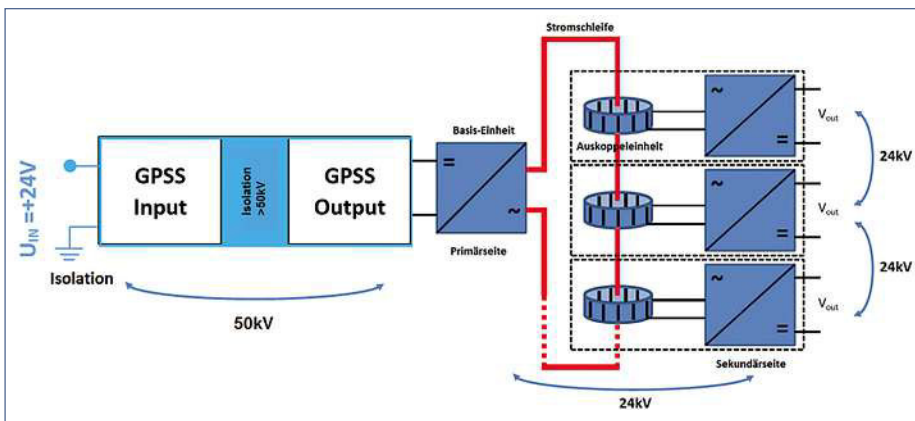 Stromschleife
U_IN =+24V
GPSS
Input
Isolation
>50kV
GPSS
Output
Isolation
50kV
Basis-Einheit
=
~
Primärseite
Auskoppeleinheit
~
=
V_out
24kV
~
=
V_out
24kV
~
=
V_out
Sekundärseite
24kV